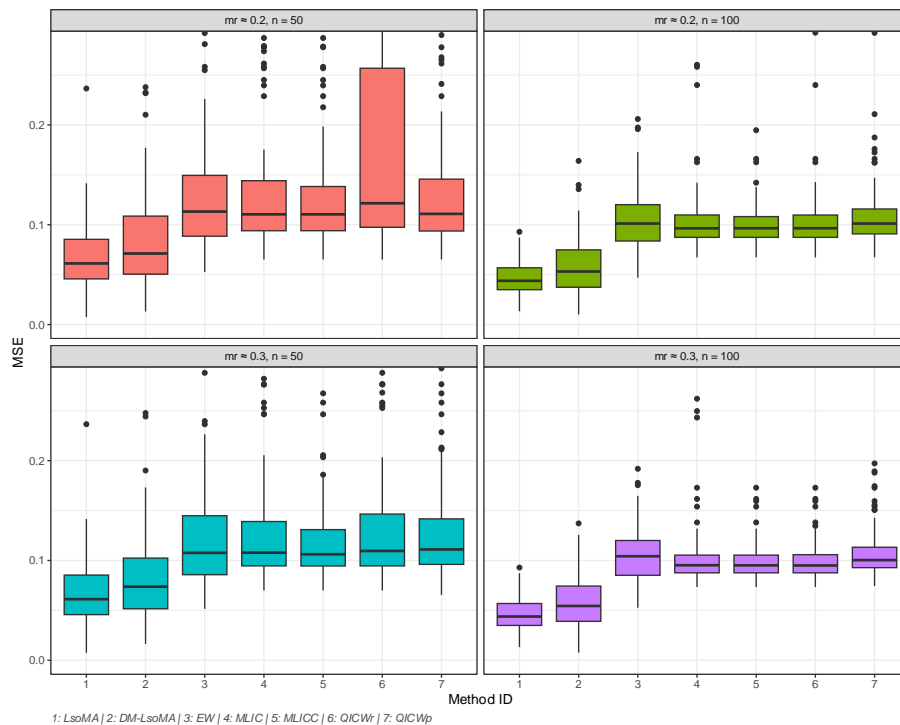 mr ≈ 0.2, n = 50
mr ≈ 0.2, n = 100
0.2
0.1
0.0
mr ≈ 0.3, n = 50
mr ≈ 0.3, n = 100
0.2
0.1
0.0
MSE
1 2 3 4 5 6 7
1 2 3 4 5 6 7
Method ID
1: LsoMA | 2: DM-LsoMA | 3: EW | 4: MLIC | 5: MLICC | 6: QICWr | 7: QICWp